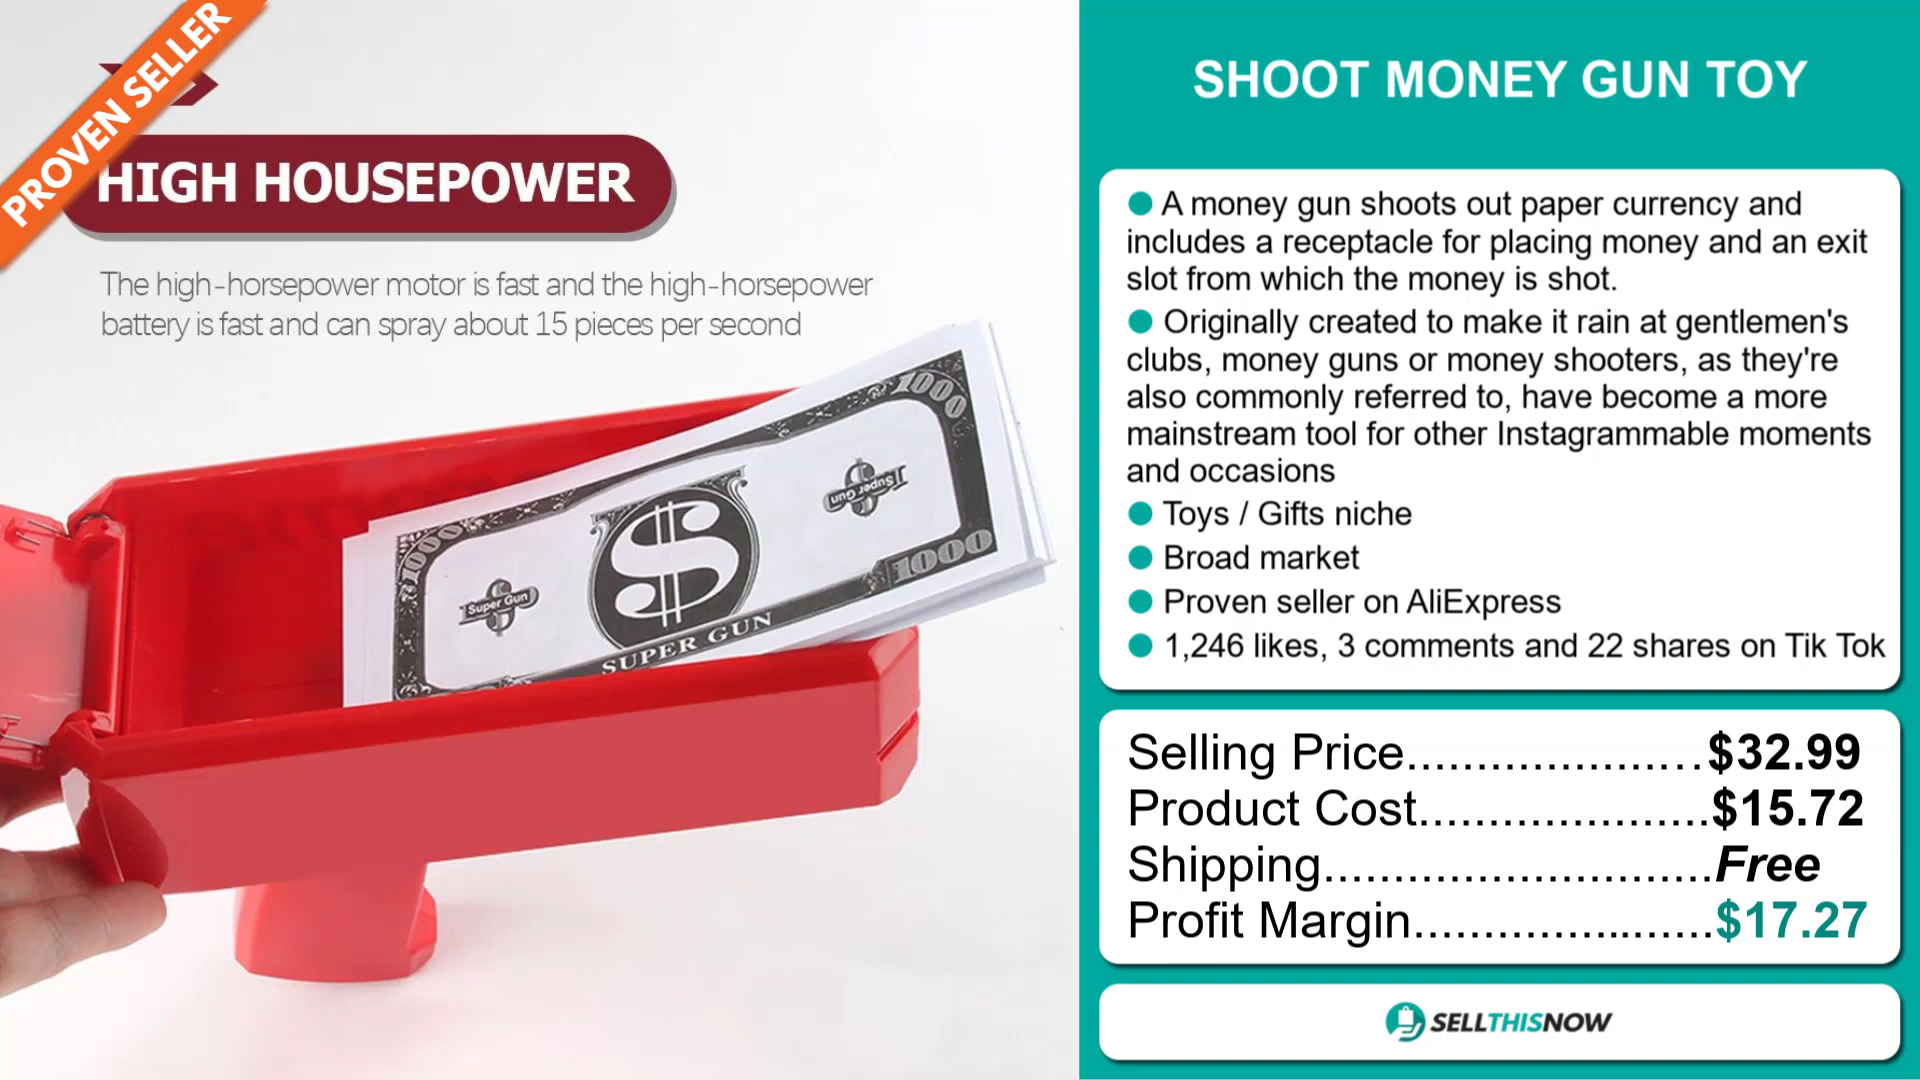 PROVEN SELLER
HIGH HOUSEPOWER
The high-horsepower motor is fast and the high-horsepower
battery is fast and can spray about 15 pieces per second
1000
1000
1000
Super Gun
Super Gun
$
SUPER GUN
SHOOT MONEY GUN TOY
● A money gun shoots out paper currency and
includes a receptacle for placing money and an exit
slot from which the money is shot.
● Originally created to make it rain at gentlemen's
clubs, money guns or money shooters, as they're
also commonly referred to, have become a more
mainstream tool for other Instagrammable moments
and occasions
● Toys / Gifts niche
● Broad market
● Proven seller on AliExpress
● 1,246 likes, 3 comments and 22 shares on Tik Tok
Selling Price.....................$32.99
Product Cost.....................$15.72
Shipping............................Free
Profit Margin......................$17.27
SELLTHISNOW